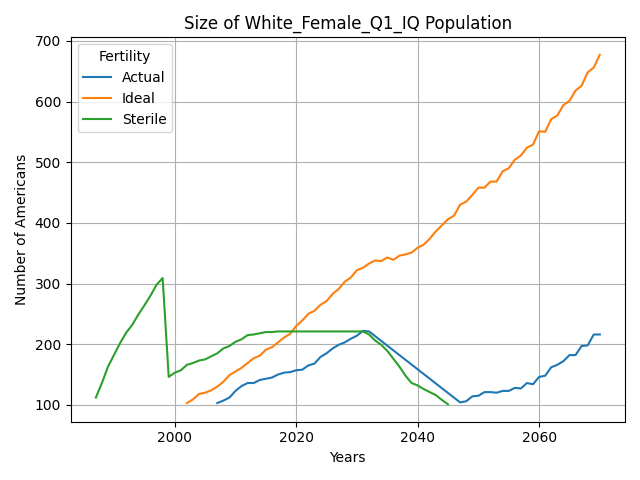 Size of White_Female_Q1_IQ Population
Number of Americans
700
600
500
400
300
200
100
Fertility
Actual
Ideal
Sterile
2000
2020
2040
2060
Years